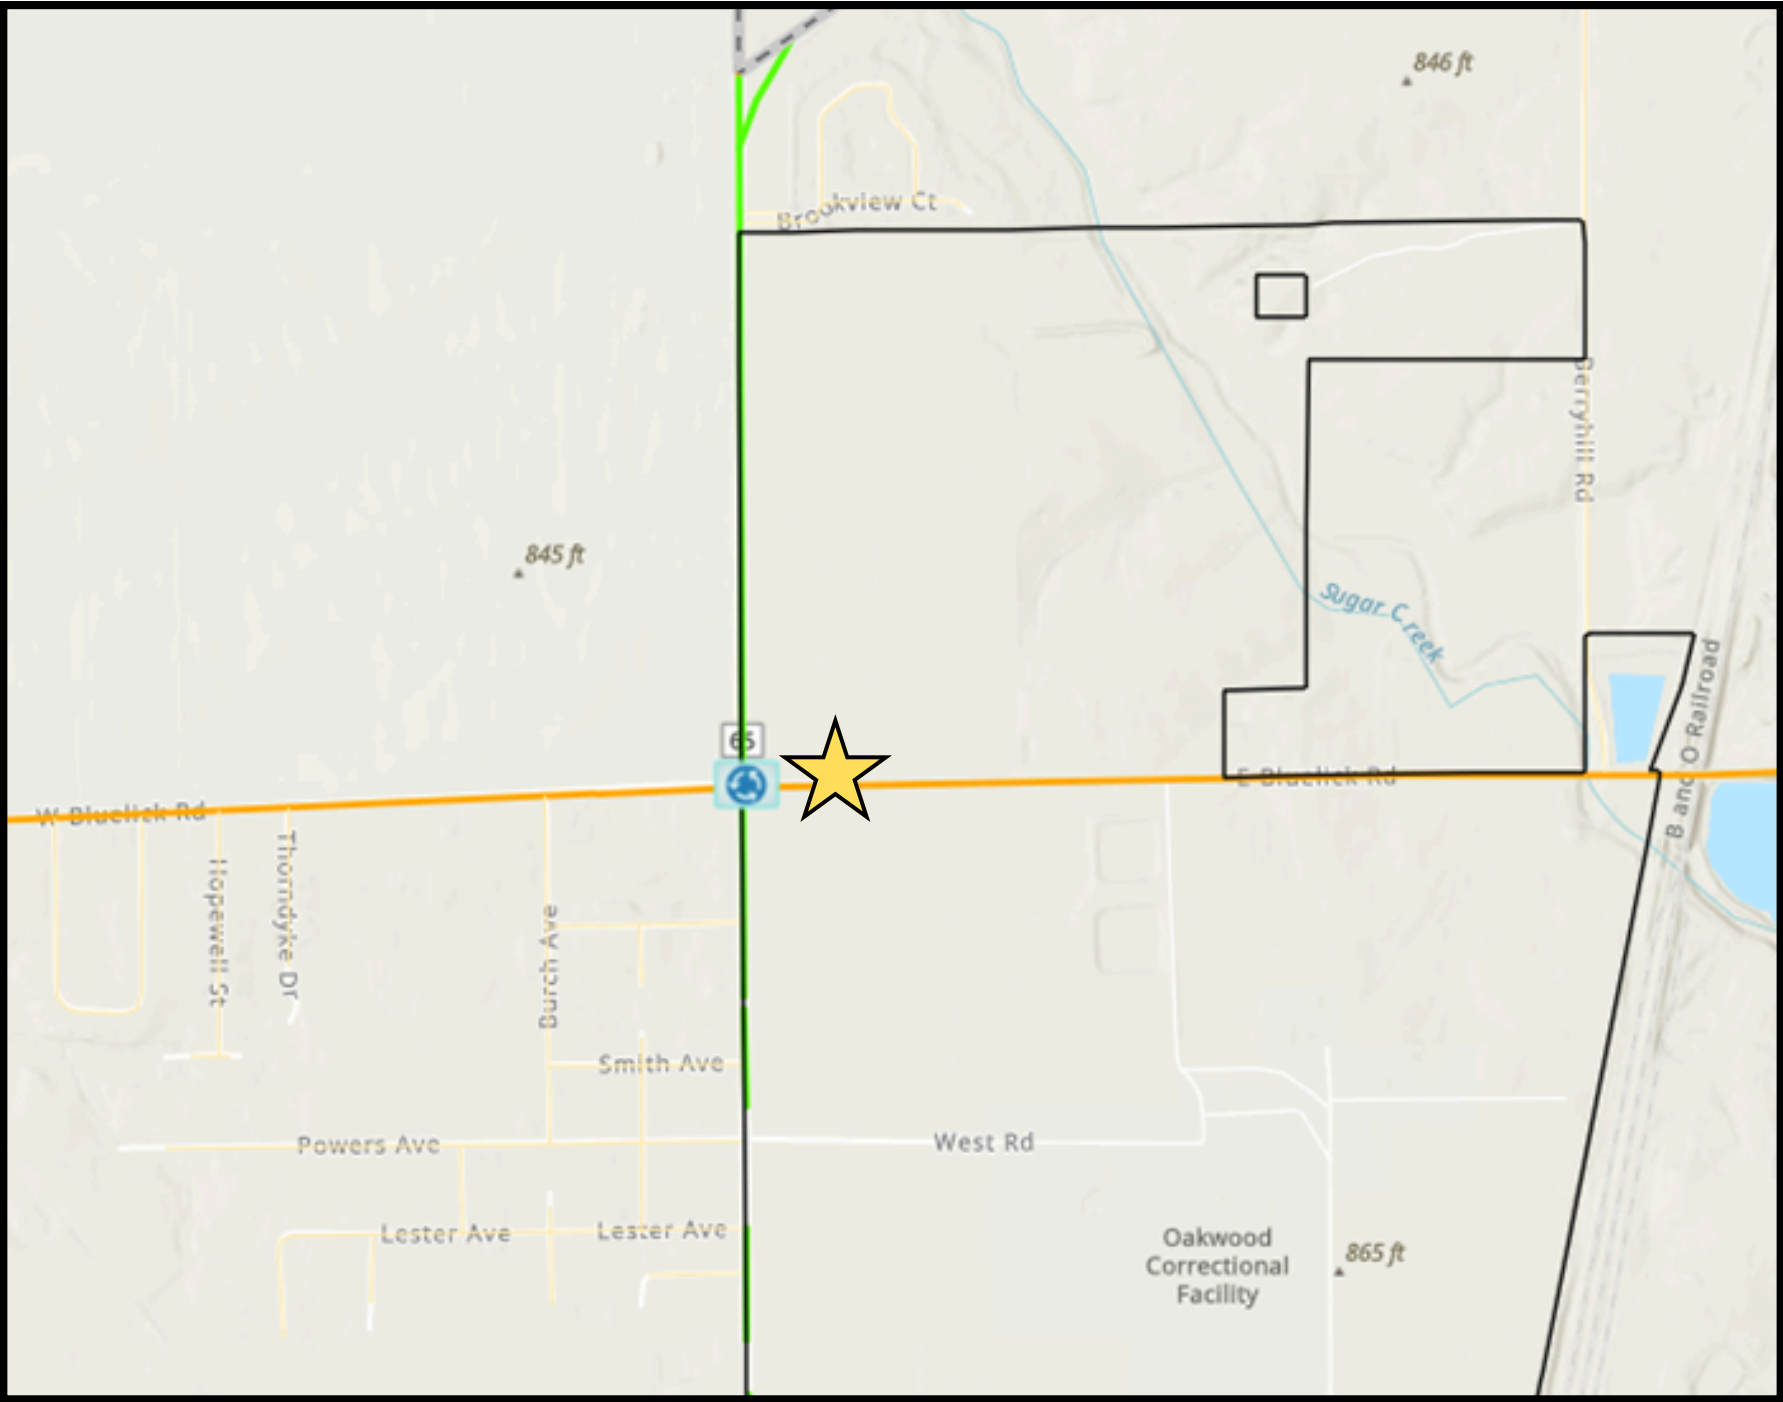 846 ft
Brookview Ct
Berryhill Rd
845 ft
Sugar Creek
65
E Bluelick Rd
W Bluelick Rd
B and O Railroad
Hopewell St
Thorndyke Dr
Burch Ave
Smith Ave
Powers Ave
West Rd
Lester Ave
Lester Ave
Oakwood
Correctional
Facility
865 ft